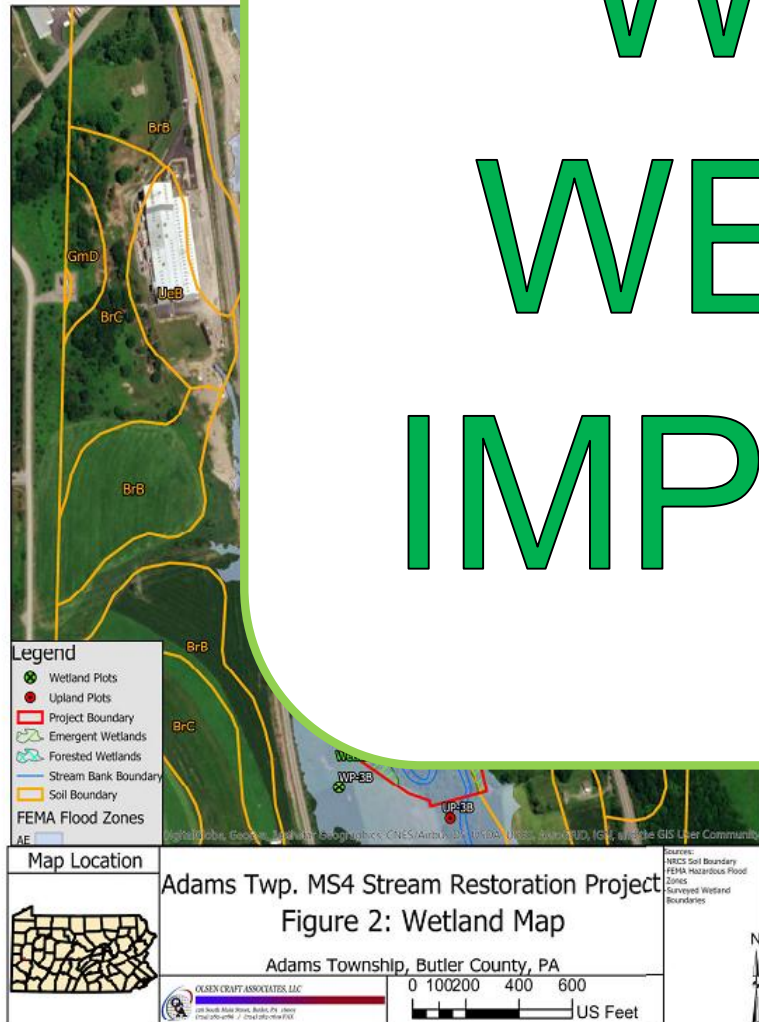 W
WE
IMP
BrB
GmD
UeB
BrC
BrB
BrB
BrC
WP-3B
UP-3B
Legend
Wetland Plots
Upland Plots
Project Boundary
Emergent Wetlands
Forested Wetlands
Stream Bank Boundary
Soil Boundary
FEMA Flood Zones
AE
Map Location
Adams Twp. MS4 Stream Restoration Project
Figure 2: Wetland Map
Adams Township, Butler County, PA
OLSEN CRAFT ASSOCIATES, LLC
0 100200 400 600
US Feet
Sources:
-NRCS Soil Boundary
-FEMA Hazardous Flood
Zones
-Surveyed Wetland
Boundaries
N